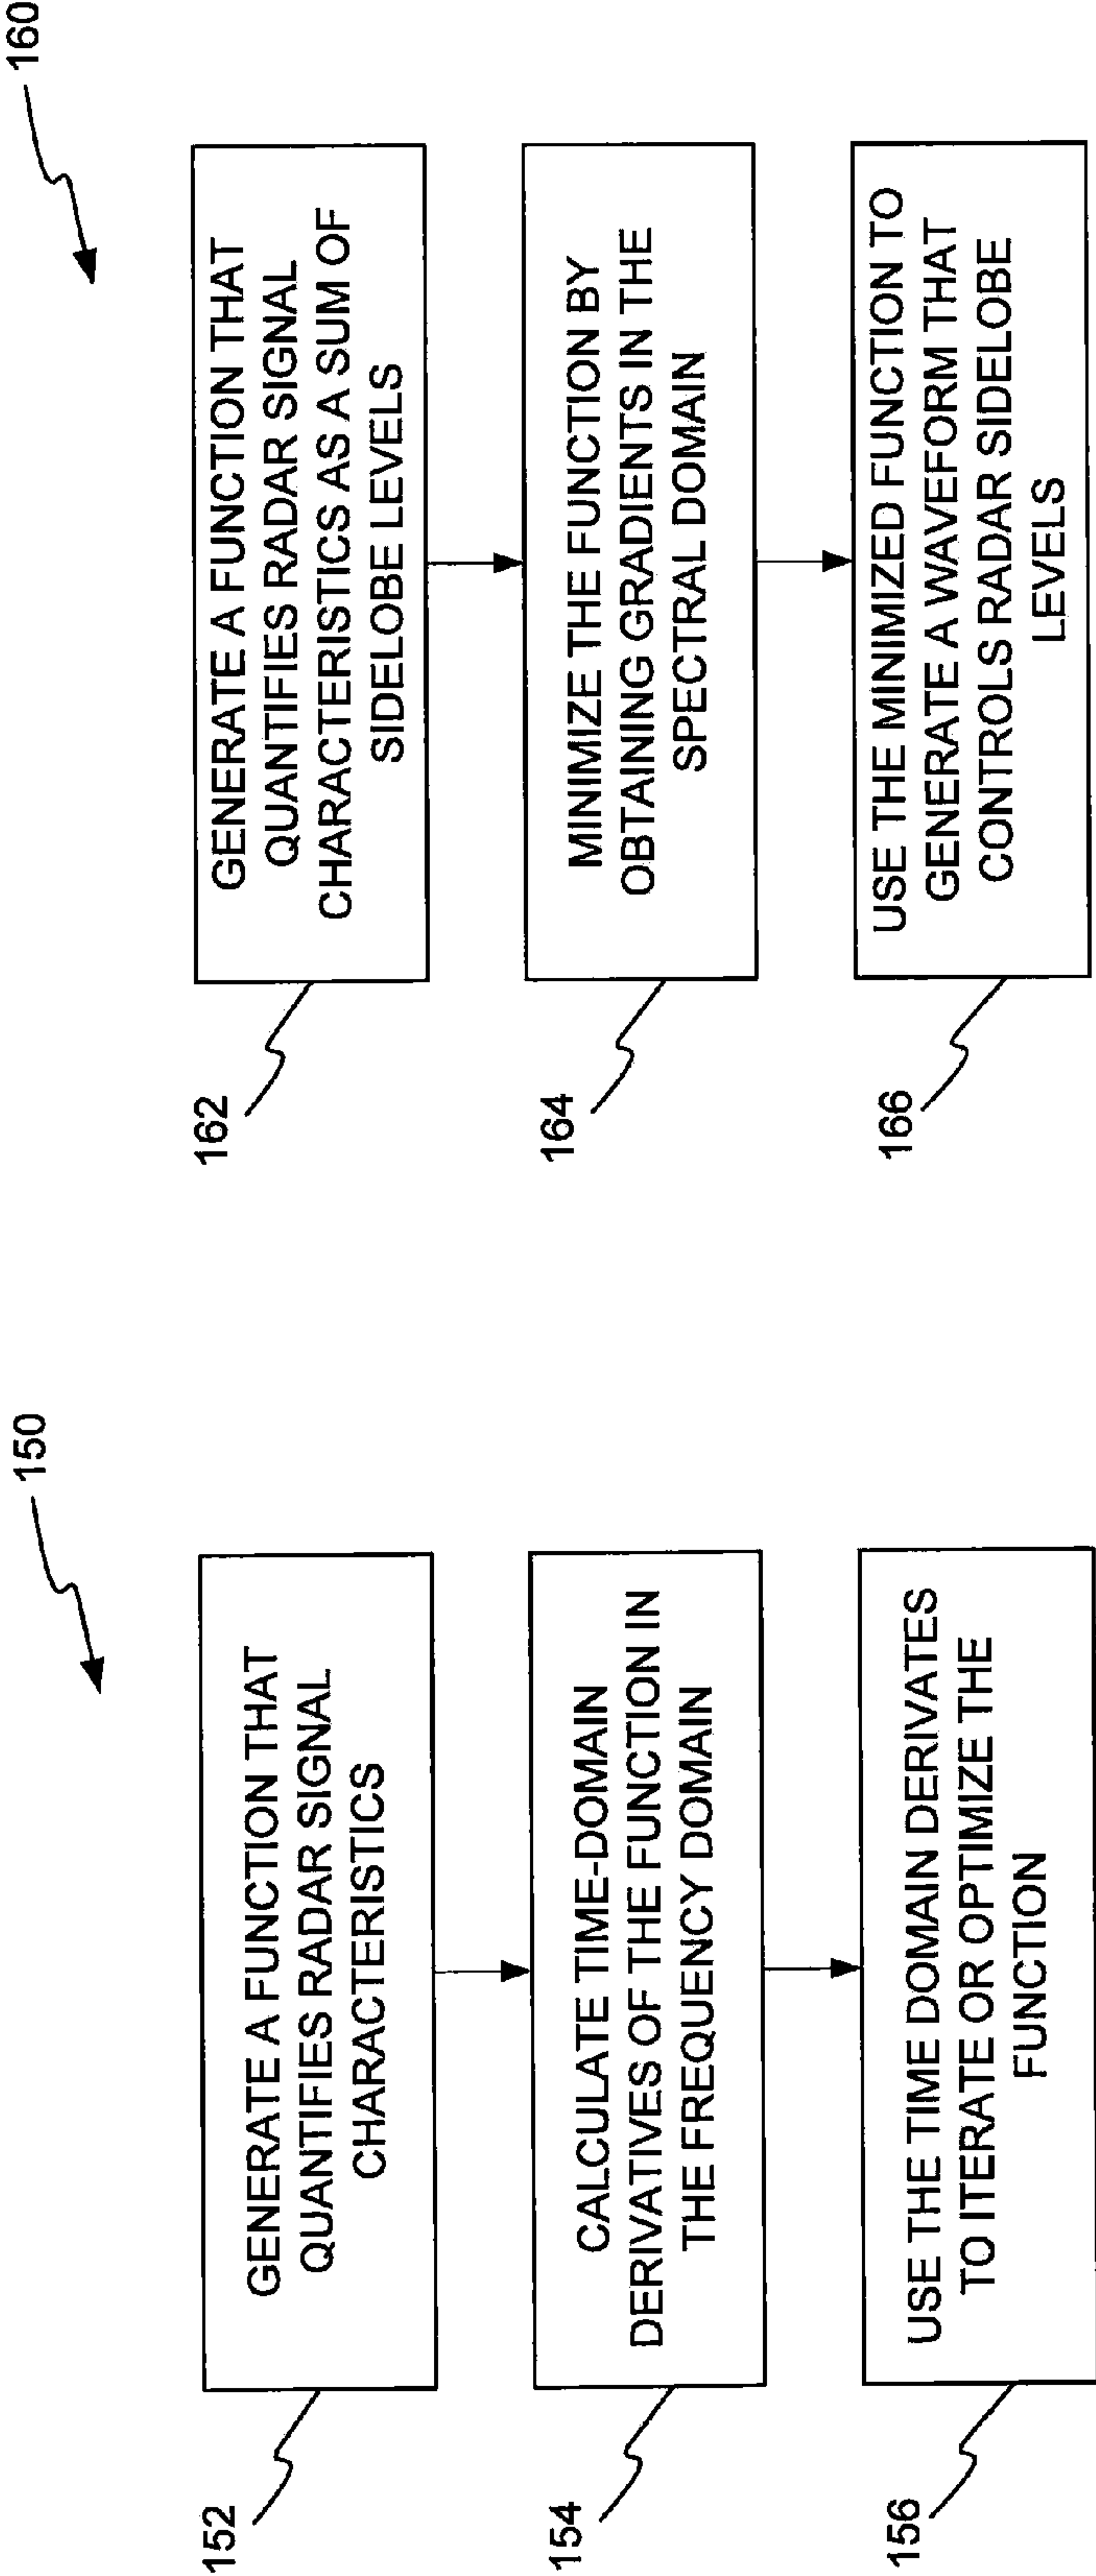 150
152
GENERATE A FUNCTION THAT
QUANTIFIES RADAR SIGNAL
CHARACTERISTICS
154
CALCULATE TIME-DOMAIN
DERIVATIVES OF THE FUNCTION IN
THE FREQUENCY DOMAIN
156
USE THE TIME DOMAIN DERIVATES
TO ITERATE OR OPTIMIZE THE
FUNCTION
160
162
GENERATE A FUNCTION THAT
QUANTIFIES RADAR SIGNAL
CHARACTERISTICS AS A SUM OF
SIDELOBE LEVELS
164
MINIMIZE THE FUNCTION BY
OBTAINING GRADIENTS IN THE
SPECTRAL DOMAIN
166
USE THE MINIMIZED FUNCTION TO
GENERATE A WAVEFORM THAT
CONTROLS RADAR SIDELOBE
LEVELS